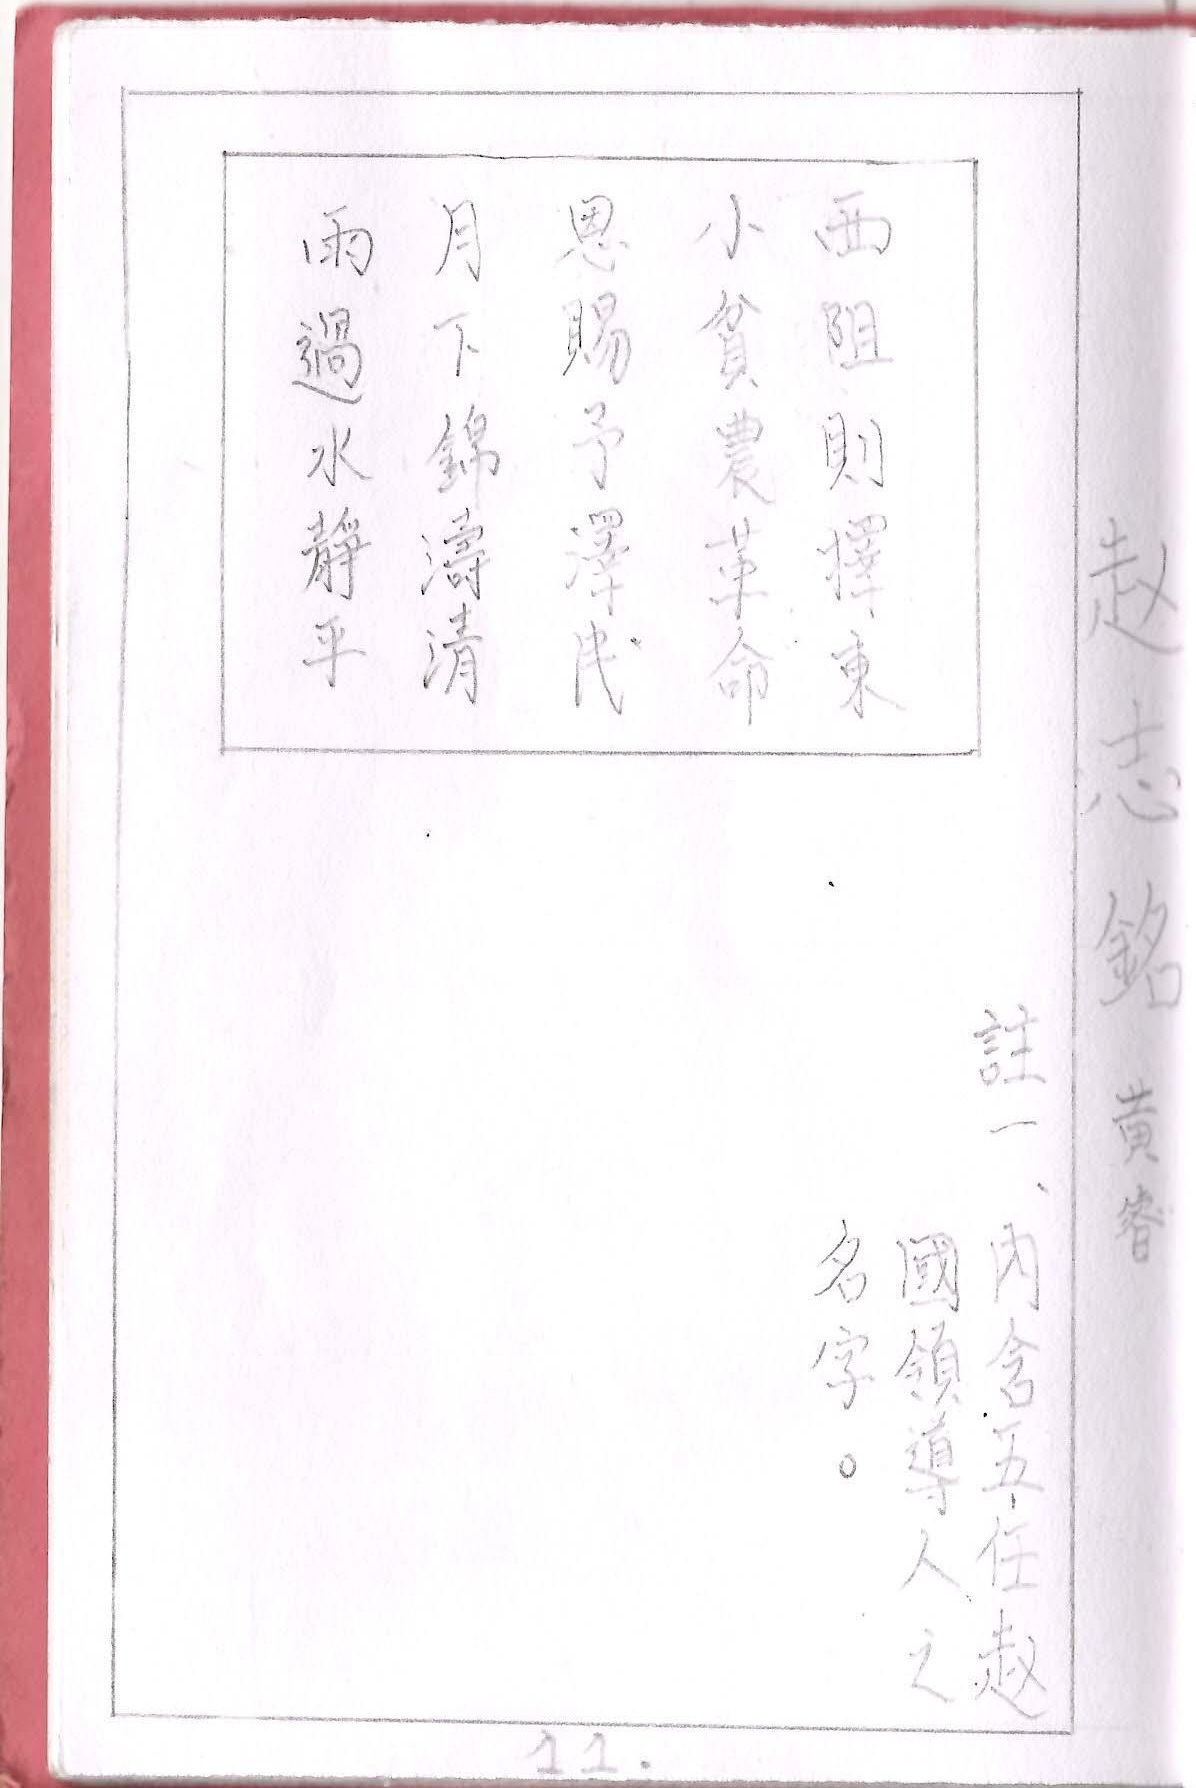 赵志銘 黄睿
西阻則擇東
小貧農革命
恩賜予澤民
月下錦濤清
雨過水靜平
註一、內含五任赵
國領導人之
名字。
11.